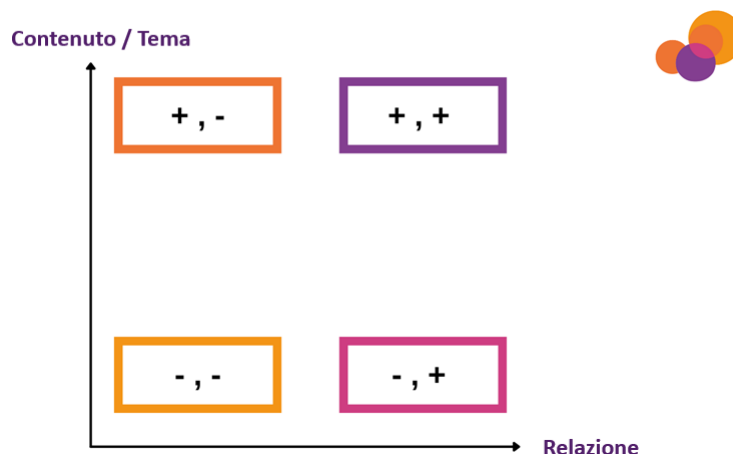 Contenuto / Tema
+ , -
+ , +
- , -
- , +
Relazione